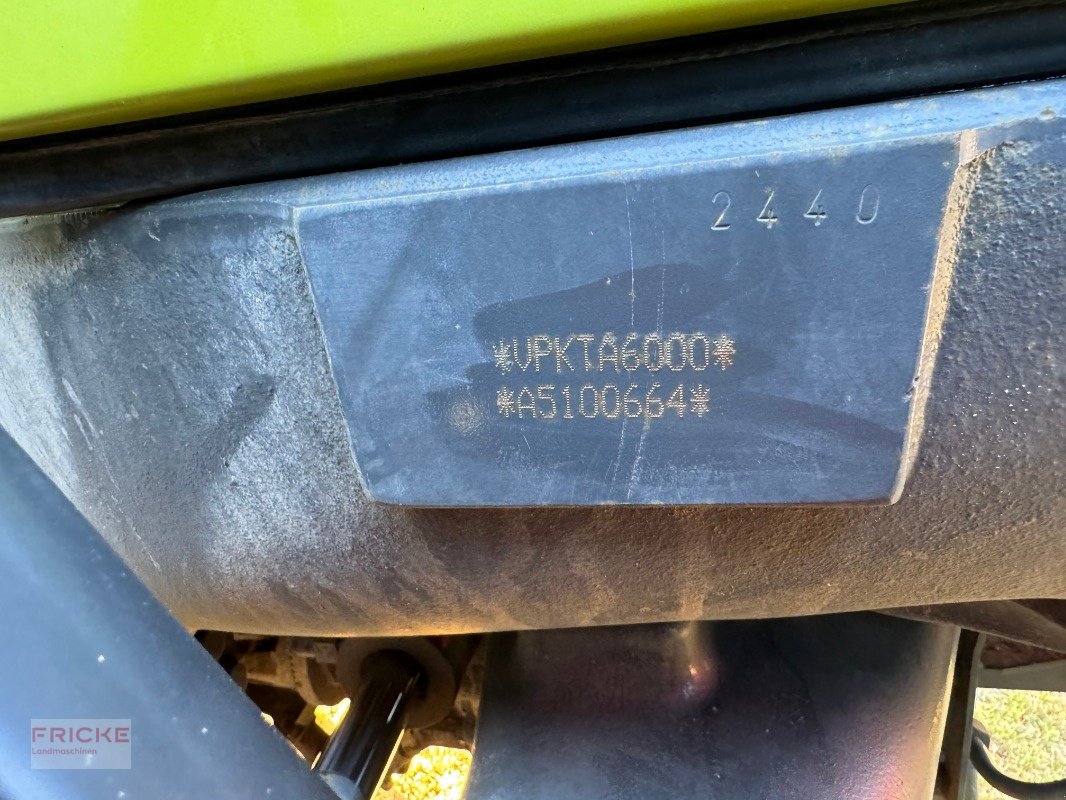 2440
*VPKTA6000*
*A5100664*
FRICKE
Landmaschinen